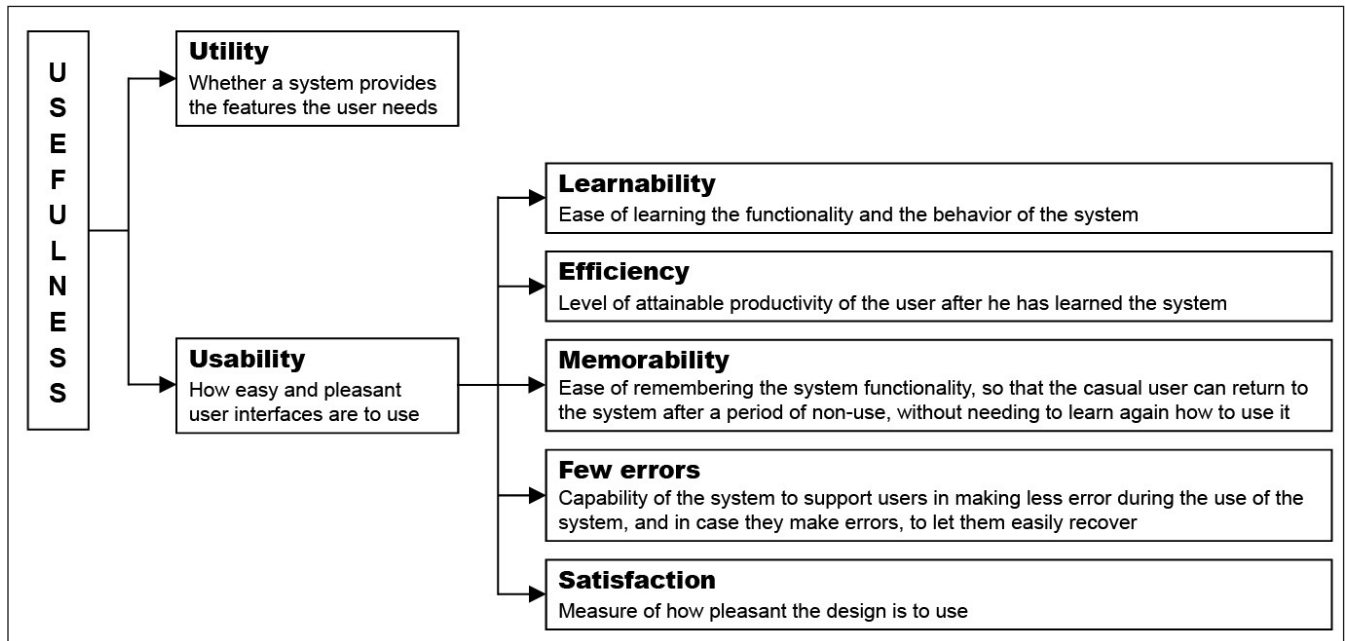 USEFULNESS
Utility
Whether a system provides
the features the user needs
Usability
How easy and pleasant
user interfaces are to use
Learnability
Ease of learning the functionality and the behavior of the system
Efficiency
Level of attainable productivity of the user after he has learned the system
Memorability
Ease of remembering the system functionality, so that the casual user can return to
the system after a period of non-use, without needing to learn again how to use it
Few errors
Capability of the system to support users in making less error during the use of the
system, and in case they make errors, to let them easily recover
Satisfaction
Measure of how pleasant the design is to use